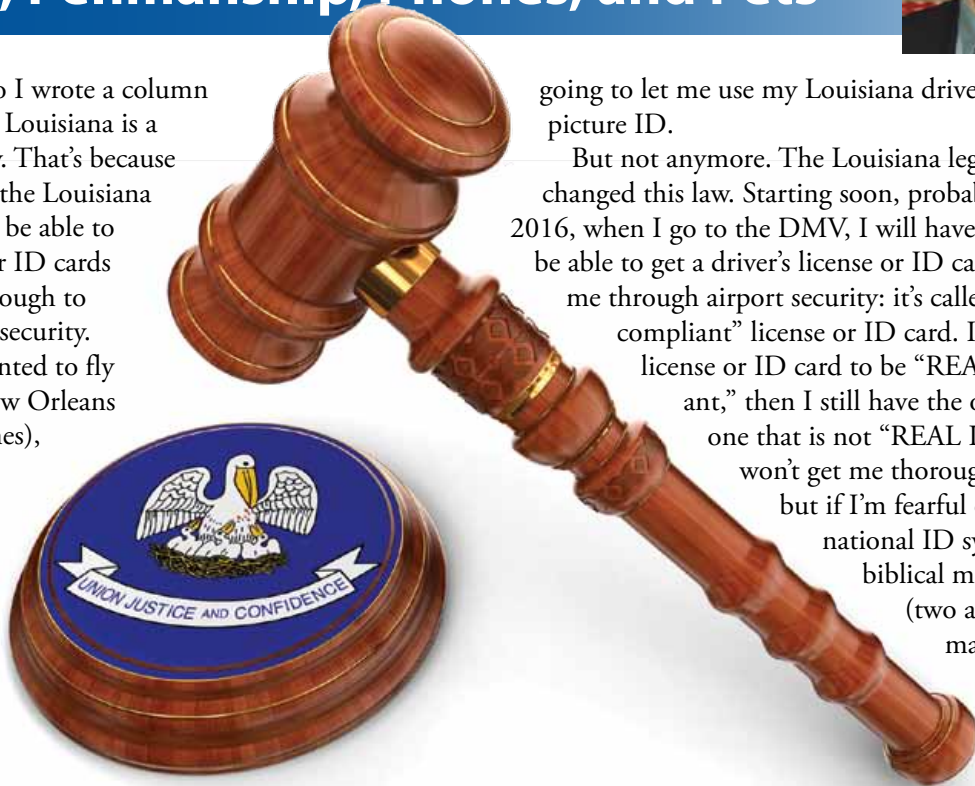 , Penmanship, Phones, and Pets
o I wrote a column
Louisiana is a
y. That's because
the Louisiana
be able to
r ID cards
ough to
security.
nted to fly
w Orleans
nes),
going to let me use my Louisiana drive
picture ID.
But not anymore. The Louisiana leg
changed this law. Starting soon, probab
2016, when I go to the DMV, I will have
be able to get a driver's license or ID ca
me through airport security: it's calle
compliant” license or ID card. I
license or ID card to be “REA
ant,” then I still have the o
one that is not “REAL I
won't get me thoroug
but if I'm fearful
national ID sy
biblical m
(two a
ma
UNION JUSTICE AND CONFIDENCE